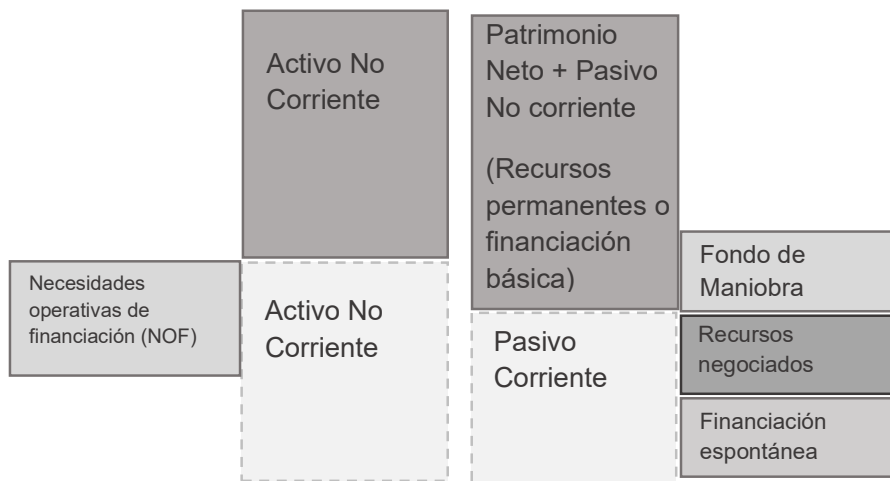 Activo No
Corriente
Patrimonio
Neto + Pasivo
No corriente
(Recursos
permanentes o
financiación
básica)
Necesidades
operativas de
financiación (NOF)
Activo No
Corriente
Pasivo
Corriente
Fondo de
Maniobra
Recursos
negociados
Financiación
espontánea